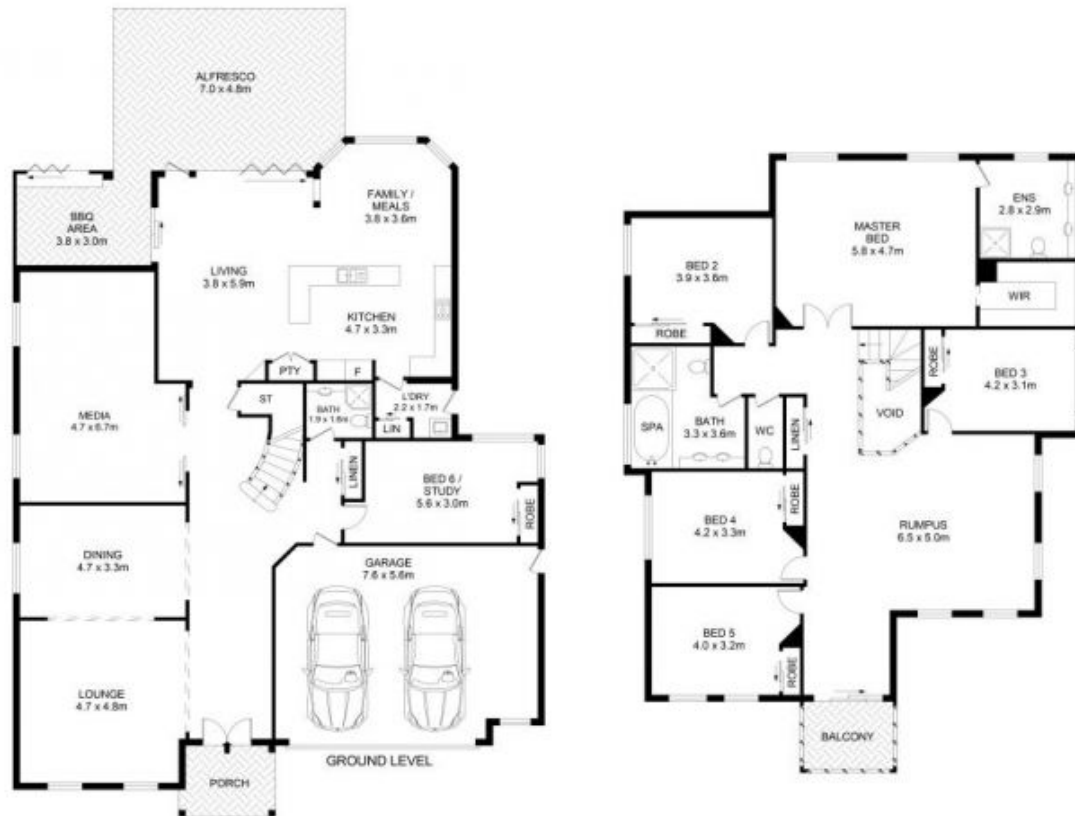 ALFRESCO
7.0 x 4.8m
BBQ
AREA
3.8 x 3.0m
FAMILY /
MEALS
3.8 x 3.6m
LIVING
3.8 x 5.9m
KITCHEN
4.7 x 3.3m
PTY
F
ST
BATH
1.9 x 1.6m
L'DRY
2.2 x 1.7m
LIN
MEDIA
4.7 x 6.7m
LINEN
BED 6 /
STUDY
5.6 x 3.0m
ROBE
DINING
4.7 x 3.3m
GARAGE
7.6 x 5.6m
LOUNGE
4.7 x 4.8m
PORCH
GROUND LEVEL
MASTER
BED
5.8 x 4.7m
ENS
2.8 x 2.9m
WIR
BED 2
3.9 x 3.6m
ROBE
ROBE
BED 3
4.2 x 3.1m
VOID
SPA
BATH
3.3 x 3.6m
WC
LINEN
BED 4
4.2 x 3.3m
ROBE
RUMPUS
6.5 x 5.0m
BED 5
4.0 x 3.2m
ROBE
BALCONY